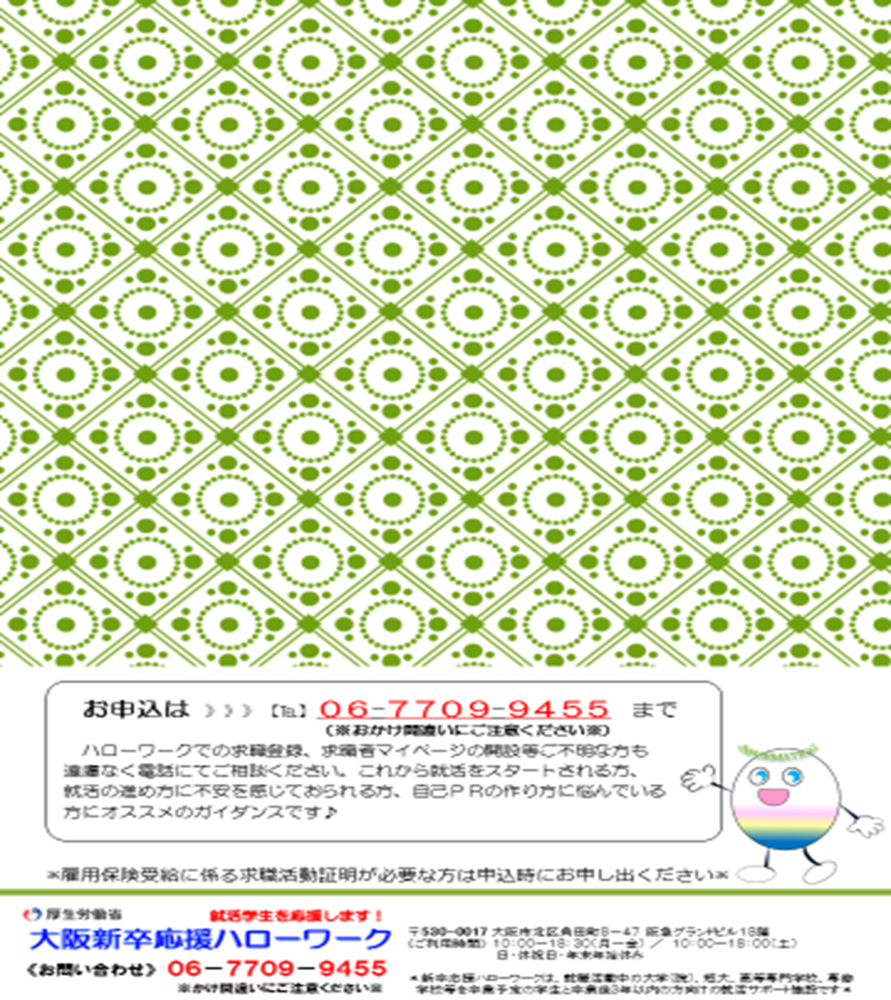 お申込は 》》》 【℡】 06-7709-9455 まで
(※おかけ間違いにご注意ください※)
ハローワークでの求職登録、求職者マイページの開設等ご不明な方も
遠慮なく電話にてご相談ください。これから就活をスタートされる方、
就活の進め方に不安を感じておられる方、自己PRの作り方に悩んでいる
方にオススメのガイダンスです♪
INFORMATION
*雇用保険受給に係る求職活動証明が必要な方は申込時にお申し出ください*
厚生労働省
就活学生を応援します!
大阪新卒応援ハローワーク
《お問い合わせ》 06-7709-9455
※かけ間違いにご注意ください※
〒530-0017 大阪市北区角田町8-47 阪急グランドビル18階
(ご利用時間) 10:00-18:30(月-金) / 10:00-18:00(土)
日・休祝日・年末年始休み
*新卒応援ハローワークは、就職活動中の大学(院)、短大、高等専門学校、専修
学校等を卒業予定の学生と卒業後3年以内の方向けの就活サポート施設です*